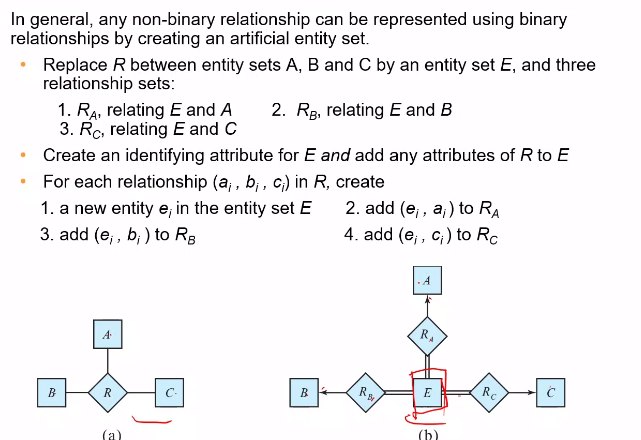 In general, any non-binary relationship can be represented using binary
relationships by creating an artificial entity set.
• Replace R between entity sets A, B and C by an entity set E, and three
relationship sets:
1. R_A, relating E and A 2. R_B, relating E and B
3. R_C, relating E and C
• Create an identifying attribute for E and add any attributes of R to E
• For each relationship (a_i , b_i , c_i) in R, create
1. a new entity e_i in the entity set E 2. add (e_i , a_i ) to R_A
3. add (e_i , b_i ) to R_B 4. add (e_i , c_i ) to R_C
A
B R C
(a)
A
R_A
B R_B E R_C C
(b)